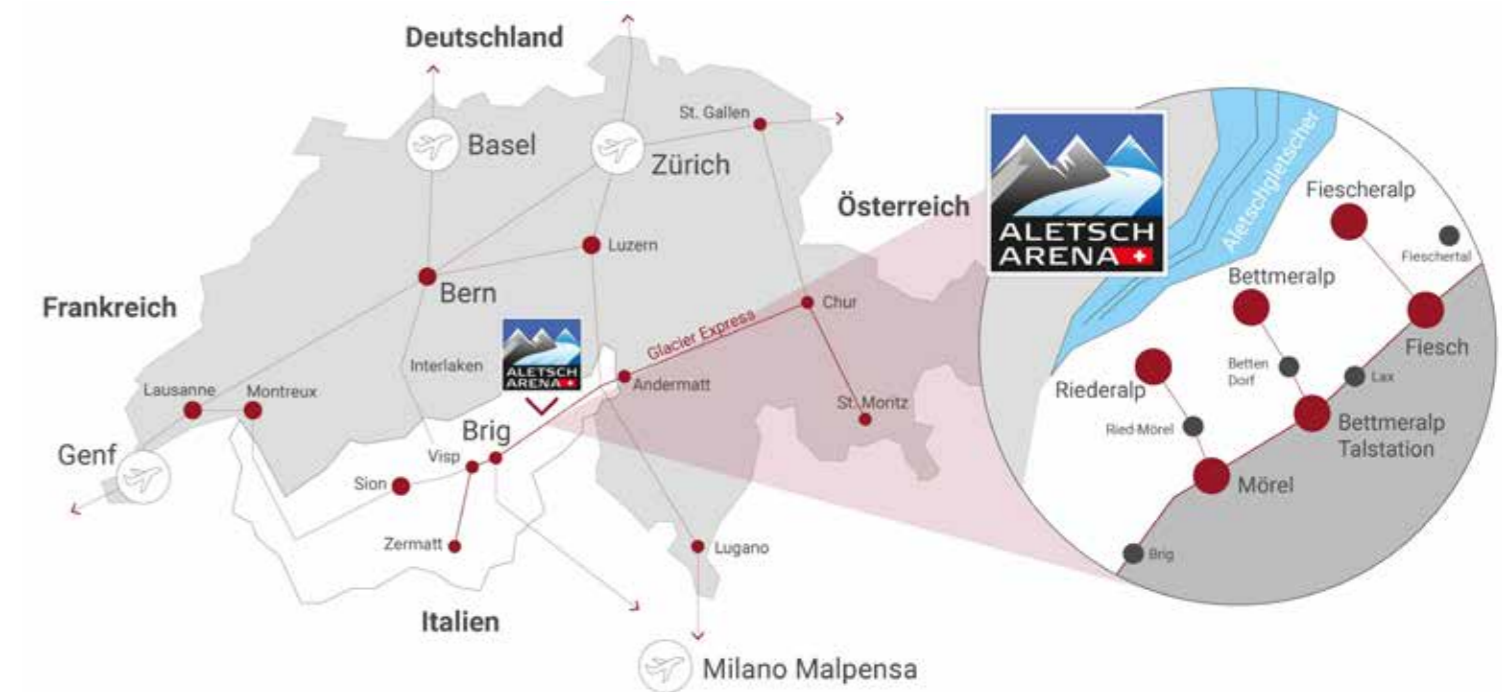 Deutschland
Basel
Zürich
St. Gallen
Österreich
Luzern
Bern
Frankreich
Interlaken
ALETSCH
ARENA
Glacier Express
Chur
Andermatt
St. Moritz
Lausanne
Montreux
Genf
Brig
Visp
Sion
Zermatt
Lugano
Italien
Milano Malpensa
ALETSCH
ARENA
Aletschgletscher
Fiescheralp
Fieschertal
Bettmeralp
Fiesch
Betten
Dorf
Lax
Riederalp
Ried-Mörel
Bettmeralp
Talstation
Mörel
Brig